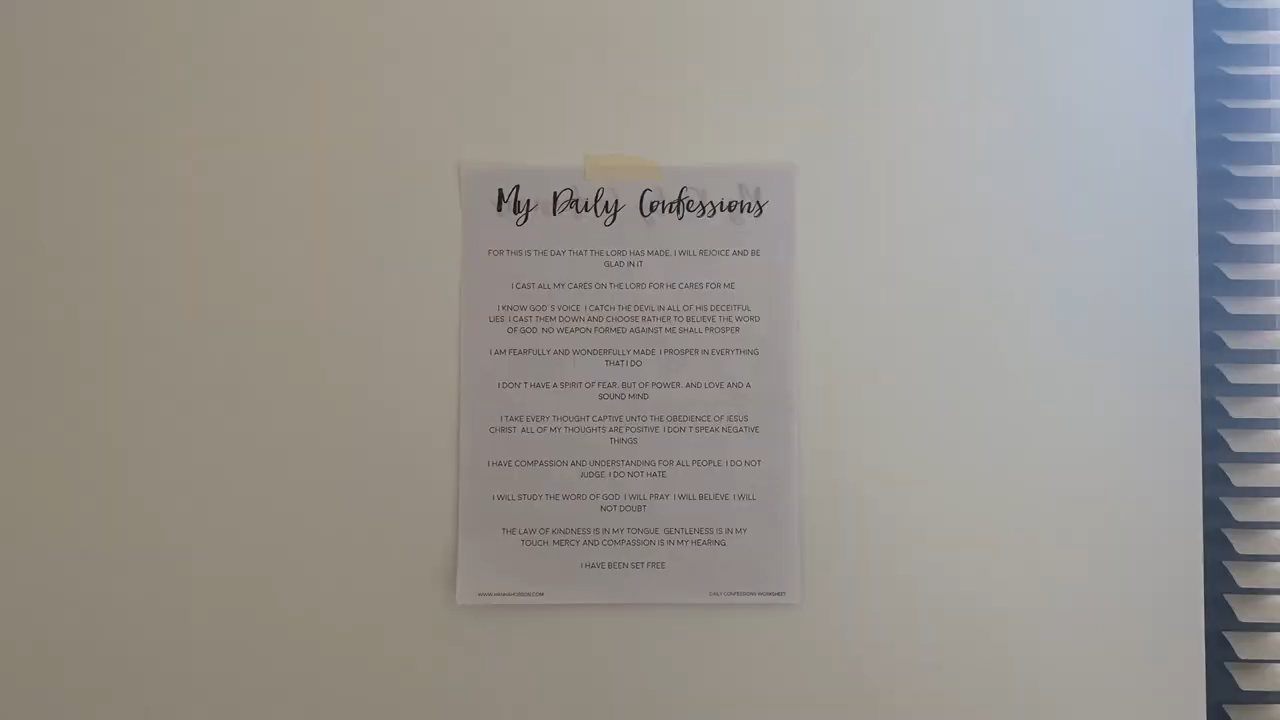 My Daily Confessions
FOR THIS IS THE DAY THAT THE LORD HAS MADE, I WILL REJOICE AND BE
GLAD IN IT
I CAST ALL MY CARES ON THE LORD FOR HE CARES FOR ME
I KNOW GOD'S VOICE. I CATCH THE DEVIL IN ALL OF HIS DECEITFUL
LIES. I CAST THEM DOWN AND CHOOSE RATHER TO BELIEVE THE WORD
OF GOD. NO WEAPON FORMED AGAINST ME SHALL PROSPER
I AM FEARFULLY AND WONDERFULLY MADE. I PROSPER IN EVERYTHING
THAT I DO
I DON'T HAVE A SPIRIT OF FEAR, BUT OF POWER, AND LOVE AND A
SOUND MIND
I TAKE EVERY THOUGHT CAPTIVE UNTO THE OBEDIENCE OF JESUS
CHRIST. ALL OF MY THOUGHTS ARE POSITIVE. I DON'T SPEAK NEGATIVE
THINGS
I HAVE COMPASSION AND UNDERSTANDING FOR ALL PEOPLE. I DO NOT
JUDGE. I DO NOT HATE.
I WILL STUDY THE WORD OF GOD. I WILL PRAY. I WILL BELIEVE. I WILL
NOT DOUBT
THE LAW OF KINDNESS IS IN MY TONGUE. GENTLENESS IS IN MY
TOUCH. MERCY AND COMPASSION IS IN MY HEARING.
I HAVE BEEN SET FREE
DAILY CONFESSIONS WORKSHEET